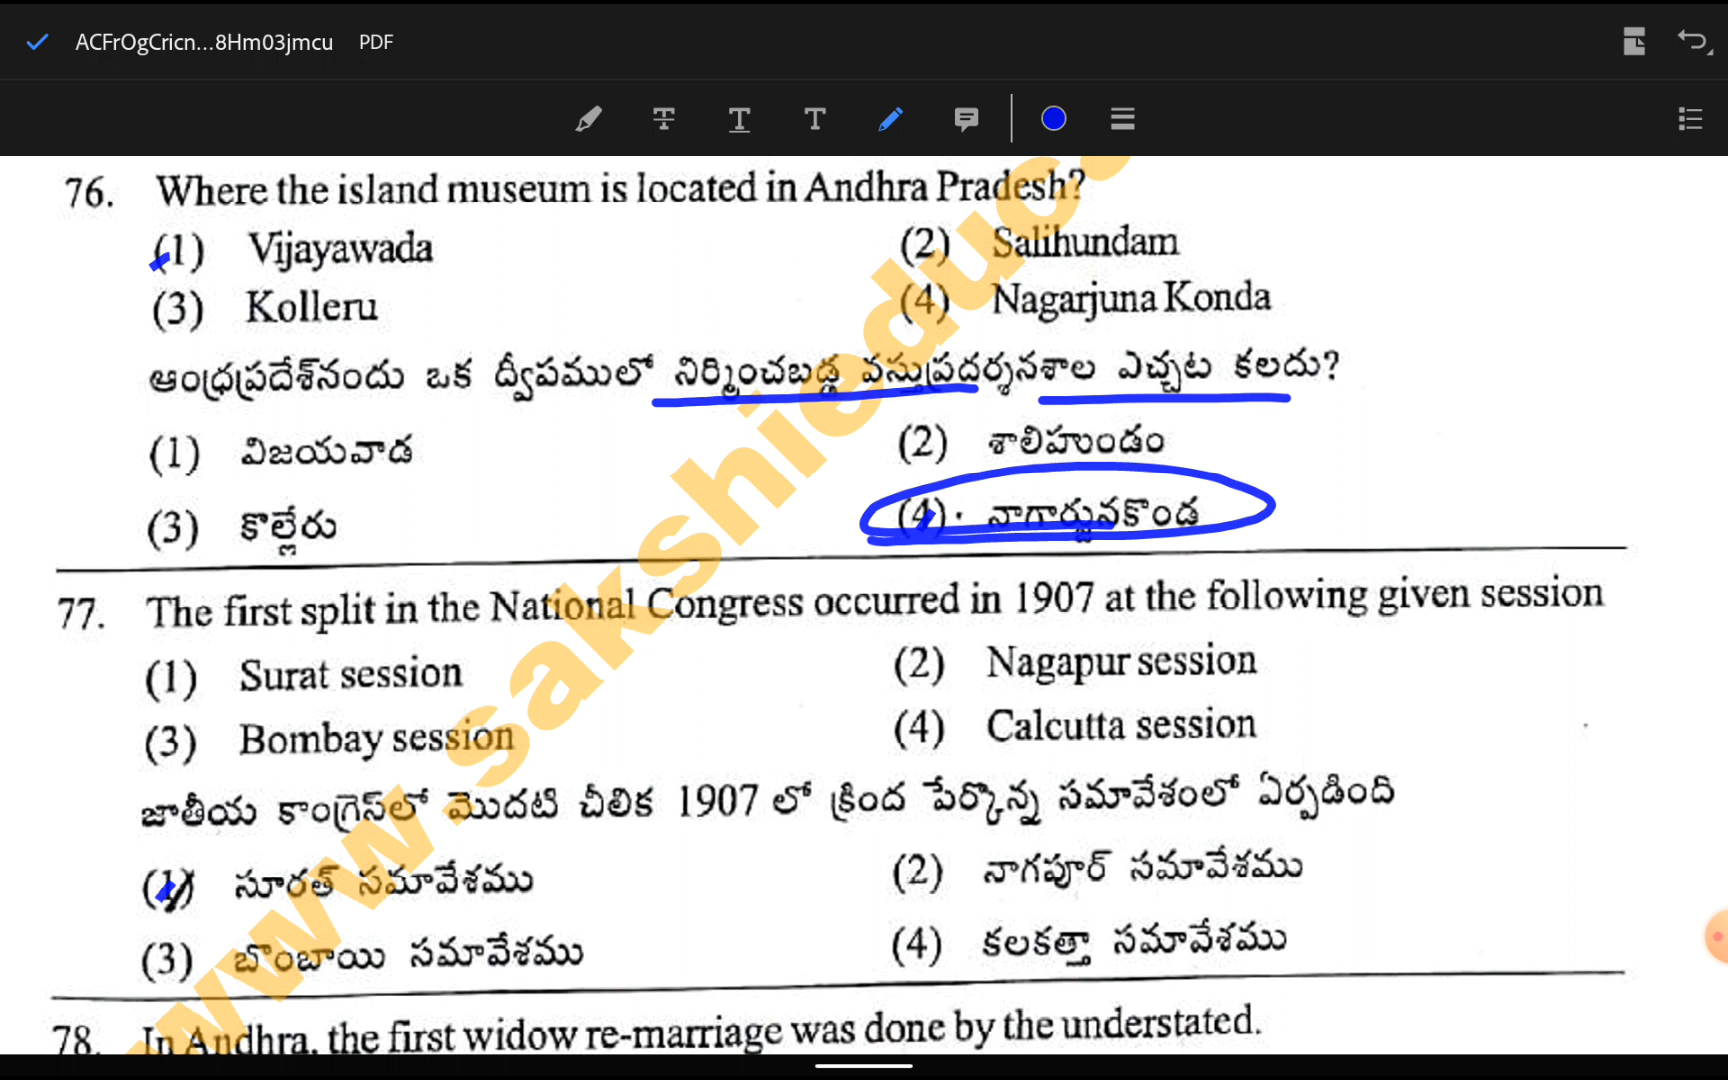 ACFrOgCricn...8Hm03jmcu PDF
76. Where the island museum is located in Andhra Pradesh?
(1) Vijayawada (2) Salihundam
(3) Kolleru (4) Nagarjuna Konda
ఆంధ్రప్రదేశ్‌నందు ఒక ద్వీపములో నిర్మించబడ్డ వస్తుప్రదర్శనశాల ఎచ్చట కలదు?
(1) విజయవాడ (2) శాలిహుండం
(3) కొల్లేరు (4) నాగార్జునకొండ
77. The first split in the National Congress occurred in 1907 at the following given session
(1) Surat session (2) Nagapur session
(3) Bombay session (4) Calcutta session
జాతీయ కాంగ్రెస్‌లో మొదటి చీలిక 1907 లో క్రింద పేర్కొన్న సమావేశంలో ఏర్పడింది
(1) సూరత్ సమావేశము (2) నాగపూర్ సమావేశము
(3) బొంబాయి సమావేశము (4) కలకత్తా సమావేశము
78. In Andhra, the first widow re-marriage was done by the understated.
www.sakshieduc